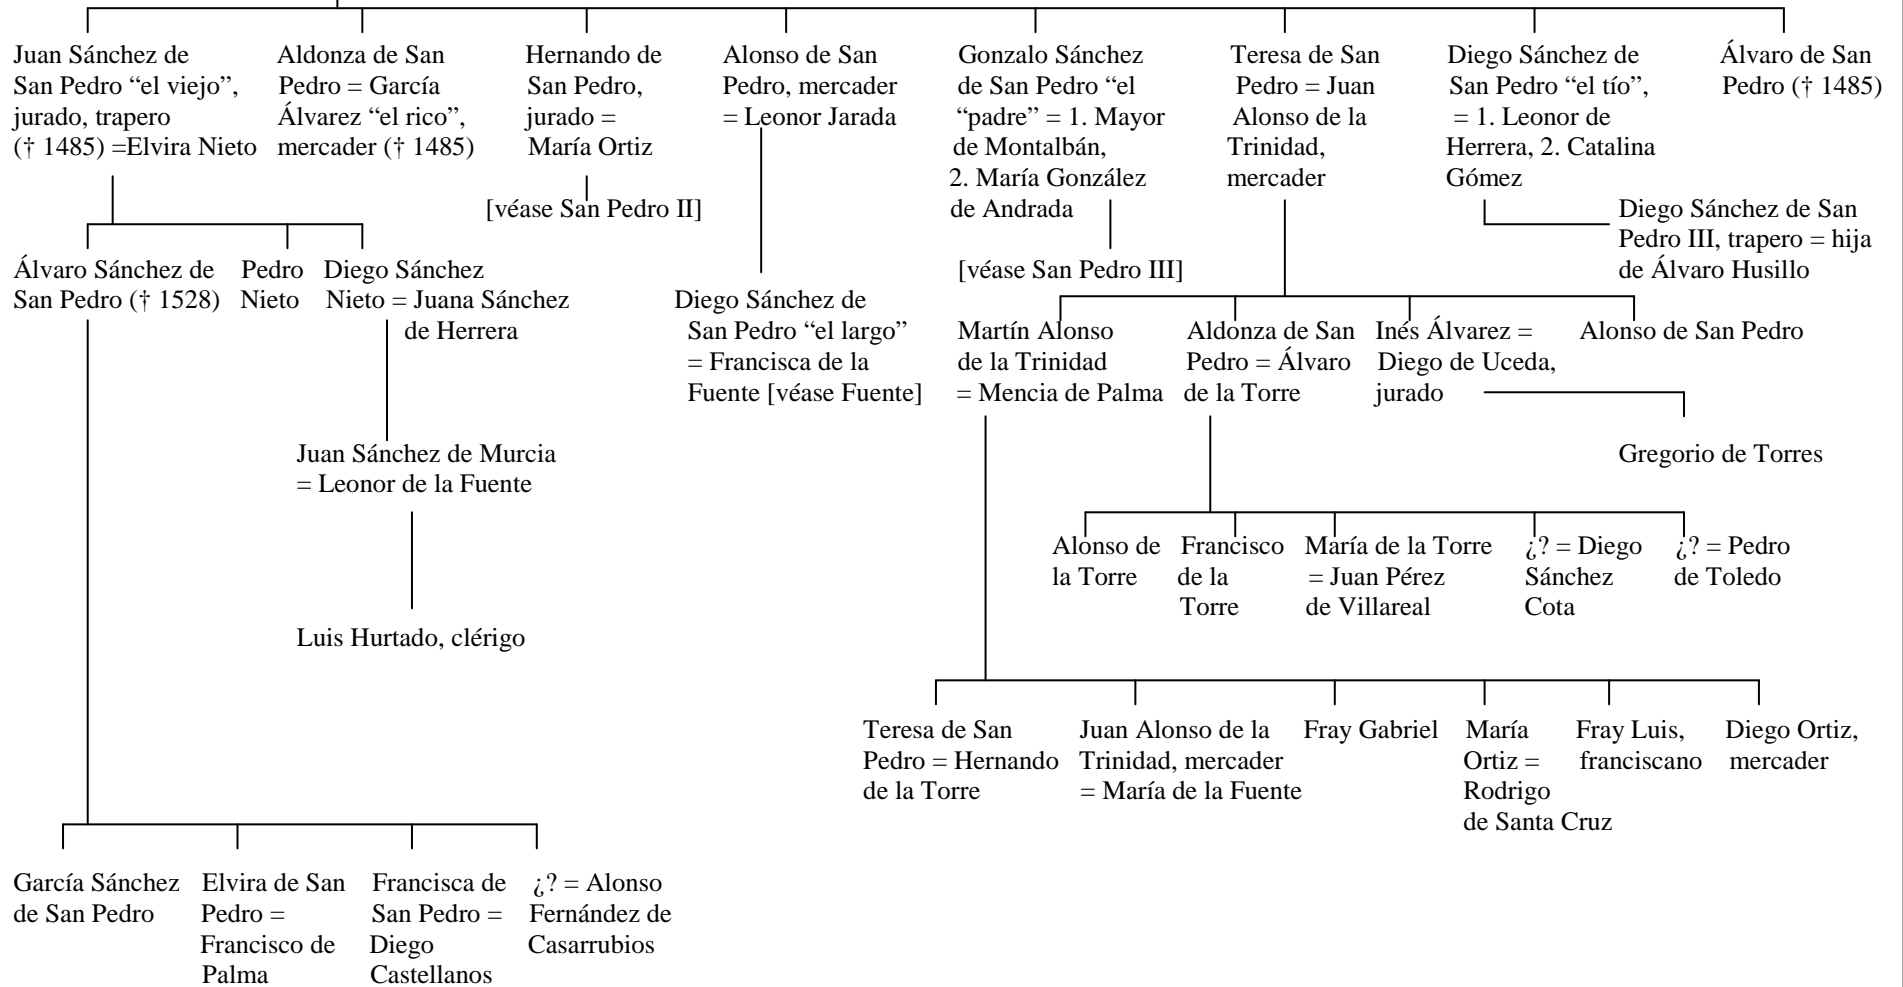 Juan Sánchez de
San Pedro “el viejo”,
jurado, trapero
(† 1485) =Elvira Nieto
Aldonza de San
Pedro = García
Álvarez “el rico”,
mercader († 1485)
Hernando de
San Pedro,
jurado =
María Ortiz
[véase San Pedro II]
Alonso de San
Pedro, mercader
= Leonor Jarada
Gonzalo Sánchez
de San Pedro “el
“padre” = 1. Mayor
de Montalbán,
2. María González
de Andrada
[véase San Pedro III]
Teresa de San
Pedro = Juan
Alonso de la
Trinidad,
mercader
Diego Sánchez de
San Pedro “el tío”,
= 1. Leonor de
Herrera, 2. Catalina
Gómez
Álvaro de San
Pedro († 1485)
Diego Sánchez de San
Pedro III, trapero = hija
de Álvaro Husillo
Álvaro Sánchez de
San Pedro († 1528)
Pedro
Nieto
Diego Sánchez
Nieto = Juana Sánchez
de Herrera
Diego Sánchez de
San Pedro “el largo”
= Francisca de la
Fuente [véase Fuente]
Martín Alonso
de la Trinidad
= Mencia de Palma
Aldonza de San
Pedro = Álvaro
de la Torre
Inés Álvarez =
Diego de Uceda,
jurado
Alonso de San Pedro
Juan Sánchez de Murcia
= Leonor de la Fuente
Gregorio de Torres
Alonso de
la Torre
Francisco
de la
Torre
María de la Torre
= Juan Pérez
de Villareal
¿? = Diego
Sánchez
Cota
¿? = Pedro
de Toledo
Luis Hurtado, clérigo
Teresa de San
Pedro = Hernando
de la Torre
Juan Alonso de la
Trinidad, mercader
= María de la Fuente
Fray Gabriel
María
Ortiz =
Rodrigo
de Santa Cruz
Fray Luis,
franciscano
Diego Ortiz,
mercader
García Sánchez
de San Pedro
Elvira de San
Pedro =
Francisco de
Palma
Francisca de
San Pedro =
Diego
Castellanos
¿? = Alonso
Fernández de
Casarrubios